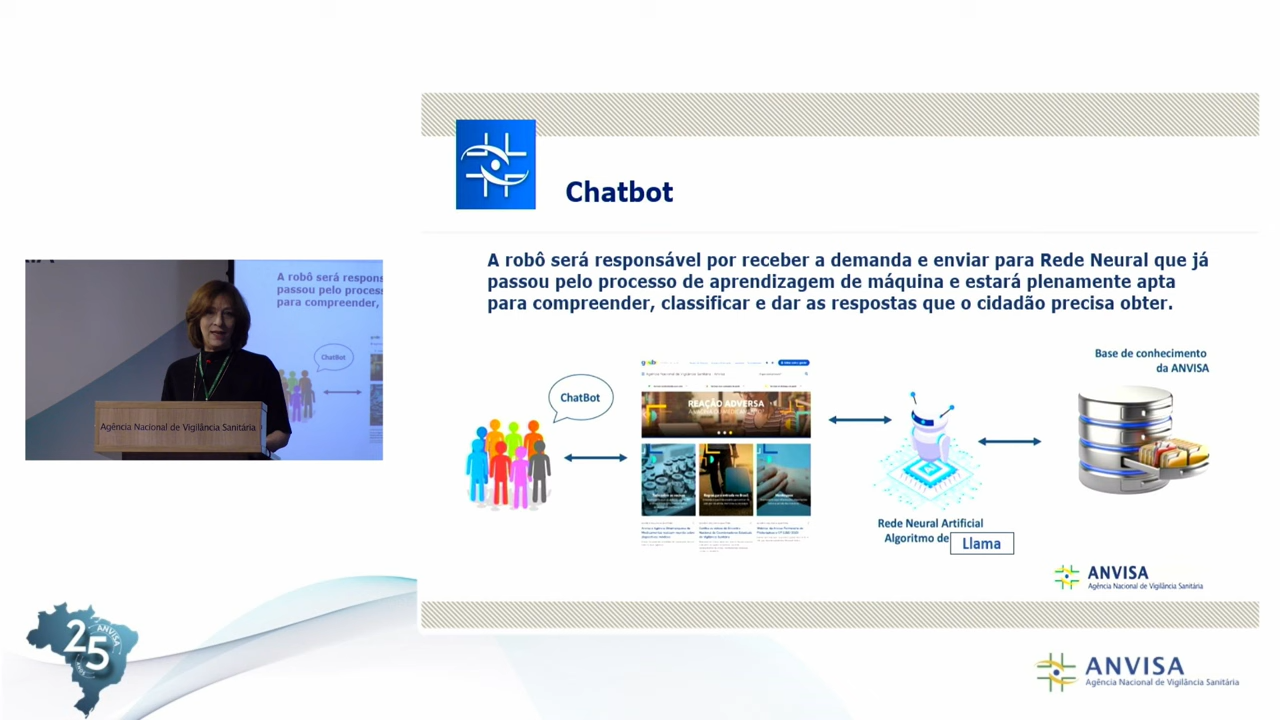 Chatbot
A robô será responsável por receber a demanda e enviar para Rede Neural que já
passou pelo processo de aprendizagem de máquina e estará plenamente apta
para compreender, classificar e dar as respostas que o cidadão precisa obter.
A robô será respons
passou pelo process
para compreender,
ChatBot
Agência Nacional de Vigilância Sanitária
ChatBot
REAÇÃO ADVERSA
Base de conhecimento
da ANVISA
Rede Neural Artificial
Algoritmo de Llama
ANVISA
Agência Nacional de Vigilância Sanitária
25
ANVISA
ANOS
ANVISA
Agência Nacional de Vigilância Sanitária